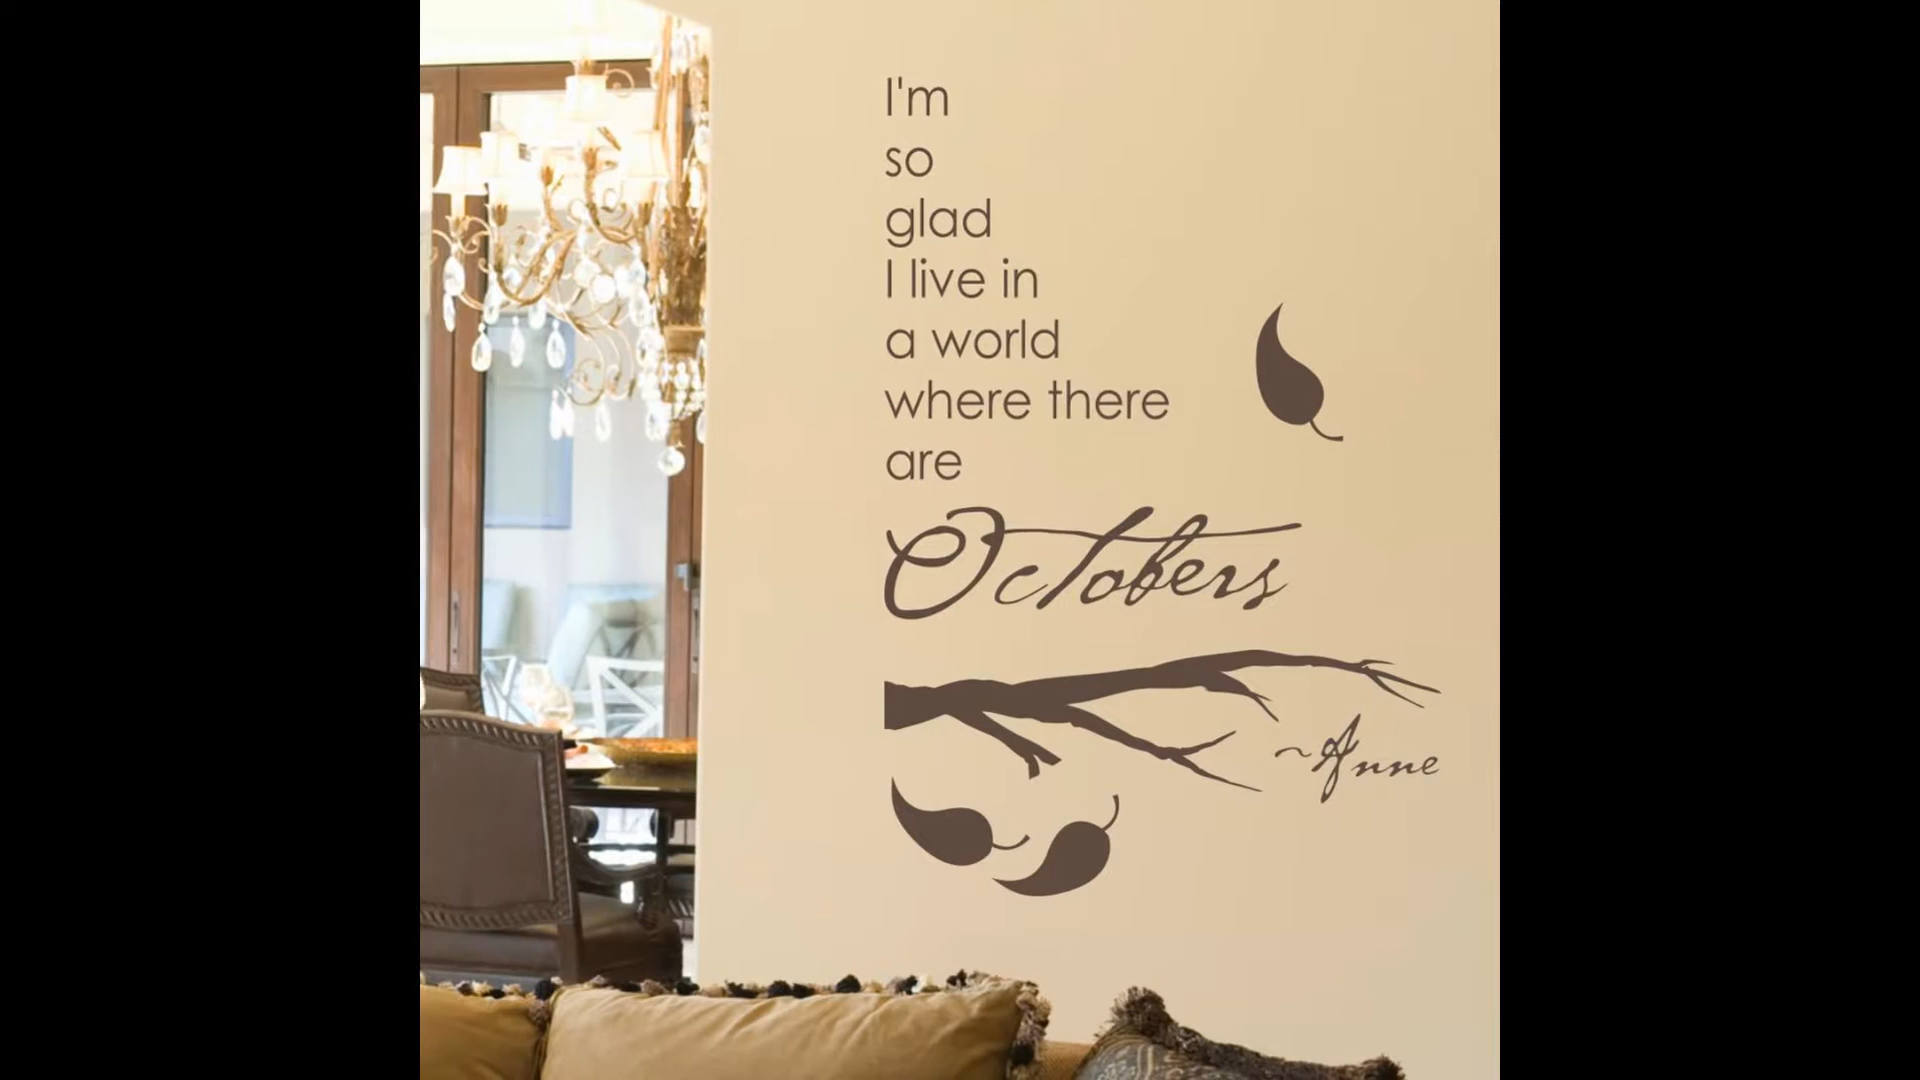 I'm
so
glad
I live in
a world
where there
are
Octobers
~Anne